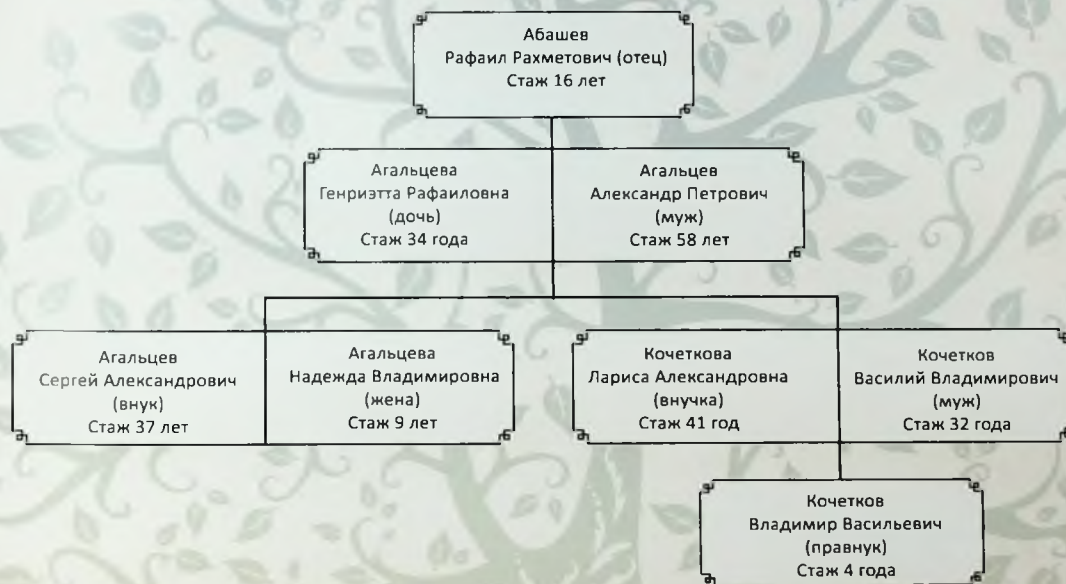 Абашев
Рафаил Рахметович (отец)
Стаж 16 лет
Агальцева
Генриэтта Рафаиловна
(дочь)
Стаж 34 года
Агальцев
Александр Петрович
(муж)
Стаж 58 лет
Агальцев
Сергей Александрович
(внук)
Стаж 37 лет
Агальцева
Надежда Владимировна
(жена)
Стаж 9 лет
Кочеткова
Лариса Александровна
(внучка)
Стаж 41 год
Кочетков
Василий Владимирович
(муж)
Стаж 32 года
Кочетков
Владимир Васильевич
(правнук)
Стаж 4 года